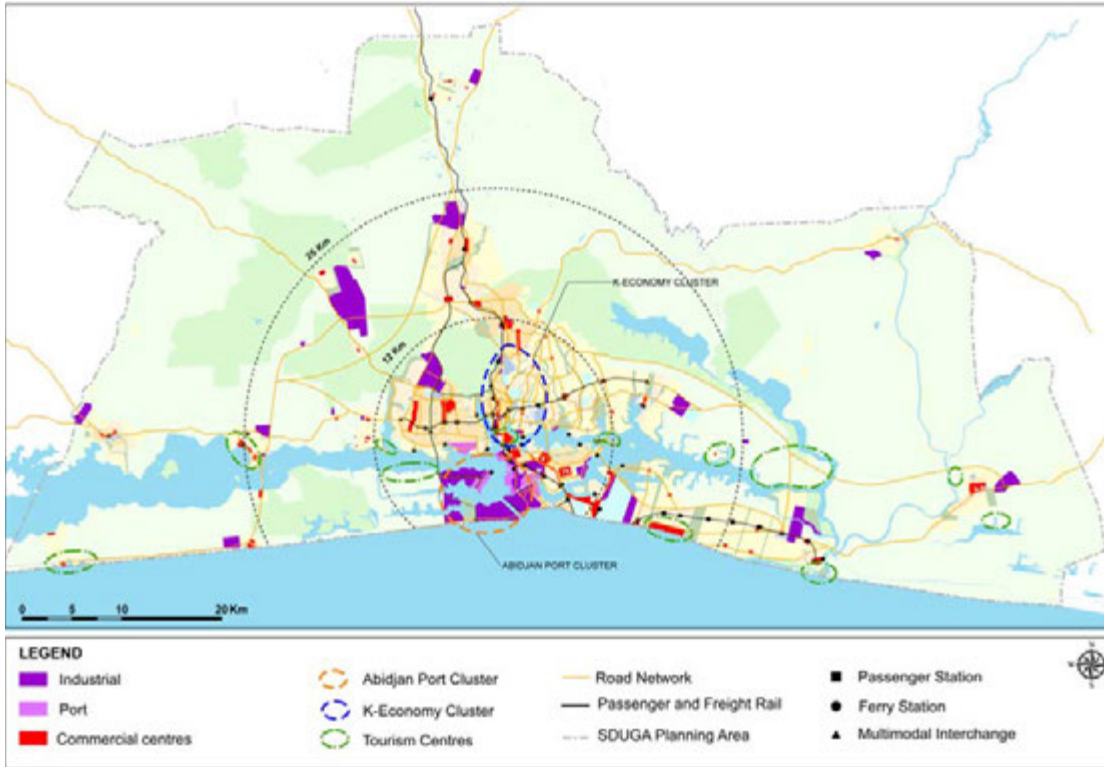 25 Km
K-ECONOMY CLUSTER
12 Km
ABIDJAN PORT CLUSTER
0 5 10 20 Km
LEGEND
Industrial
Port
Commercial centres
Abidjan Port Cluster
K-Economy Cluster
Tourism Centres
Road Network
Passenger and Freight Rail
SDUGA Planning Area
Passenger Station
Ferry Station
Multimodal Interchange